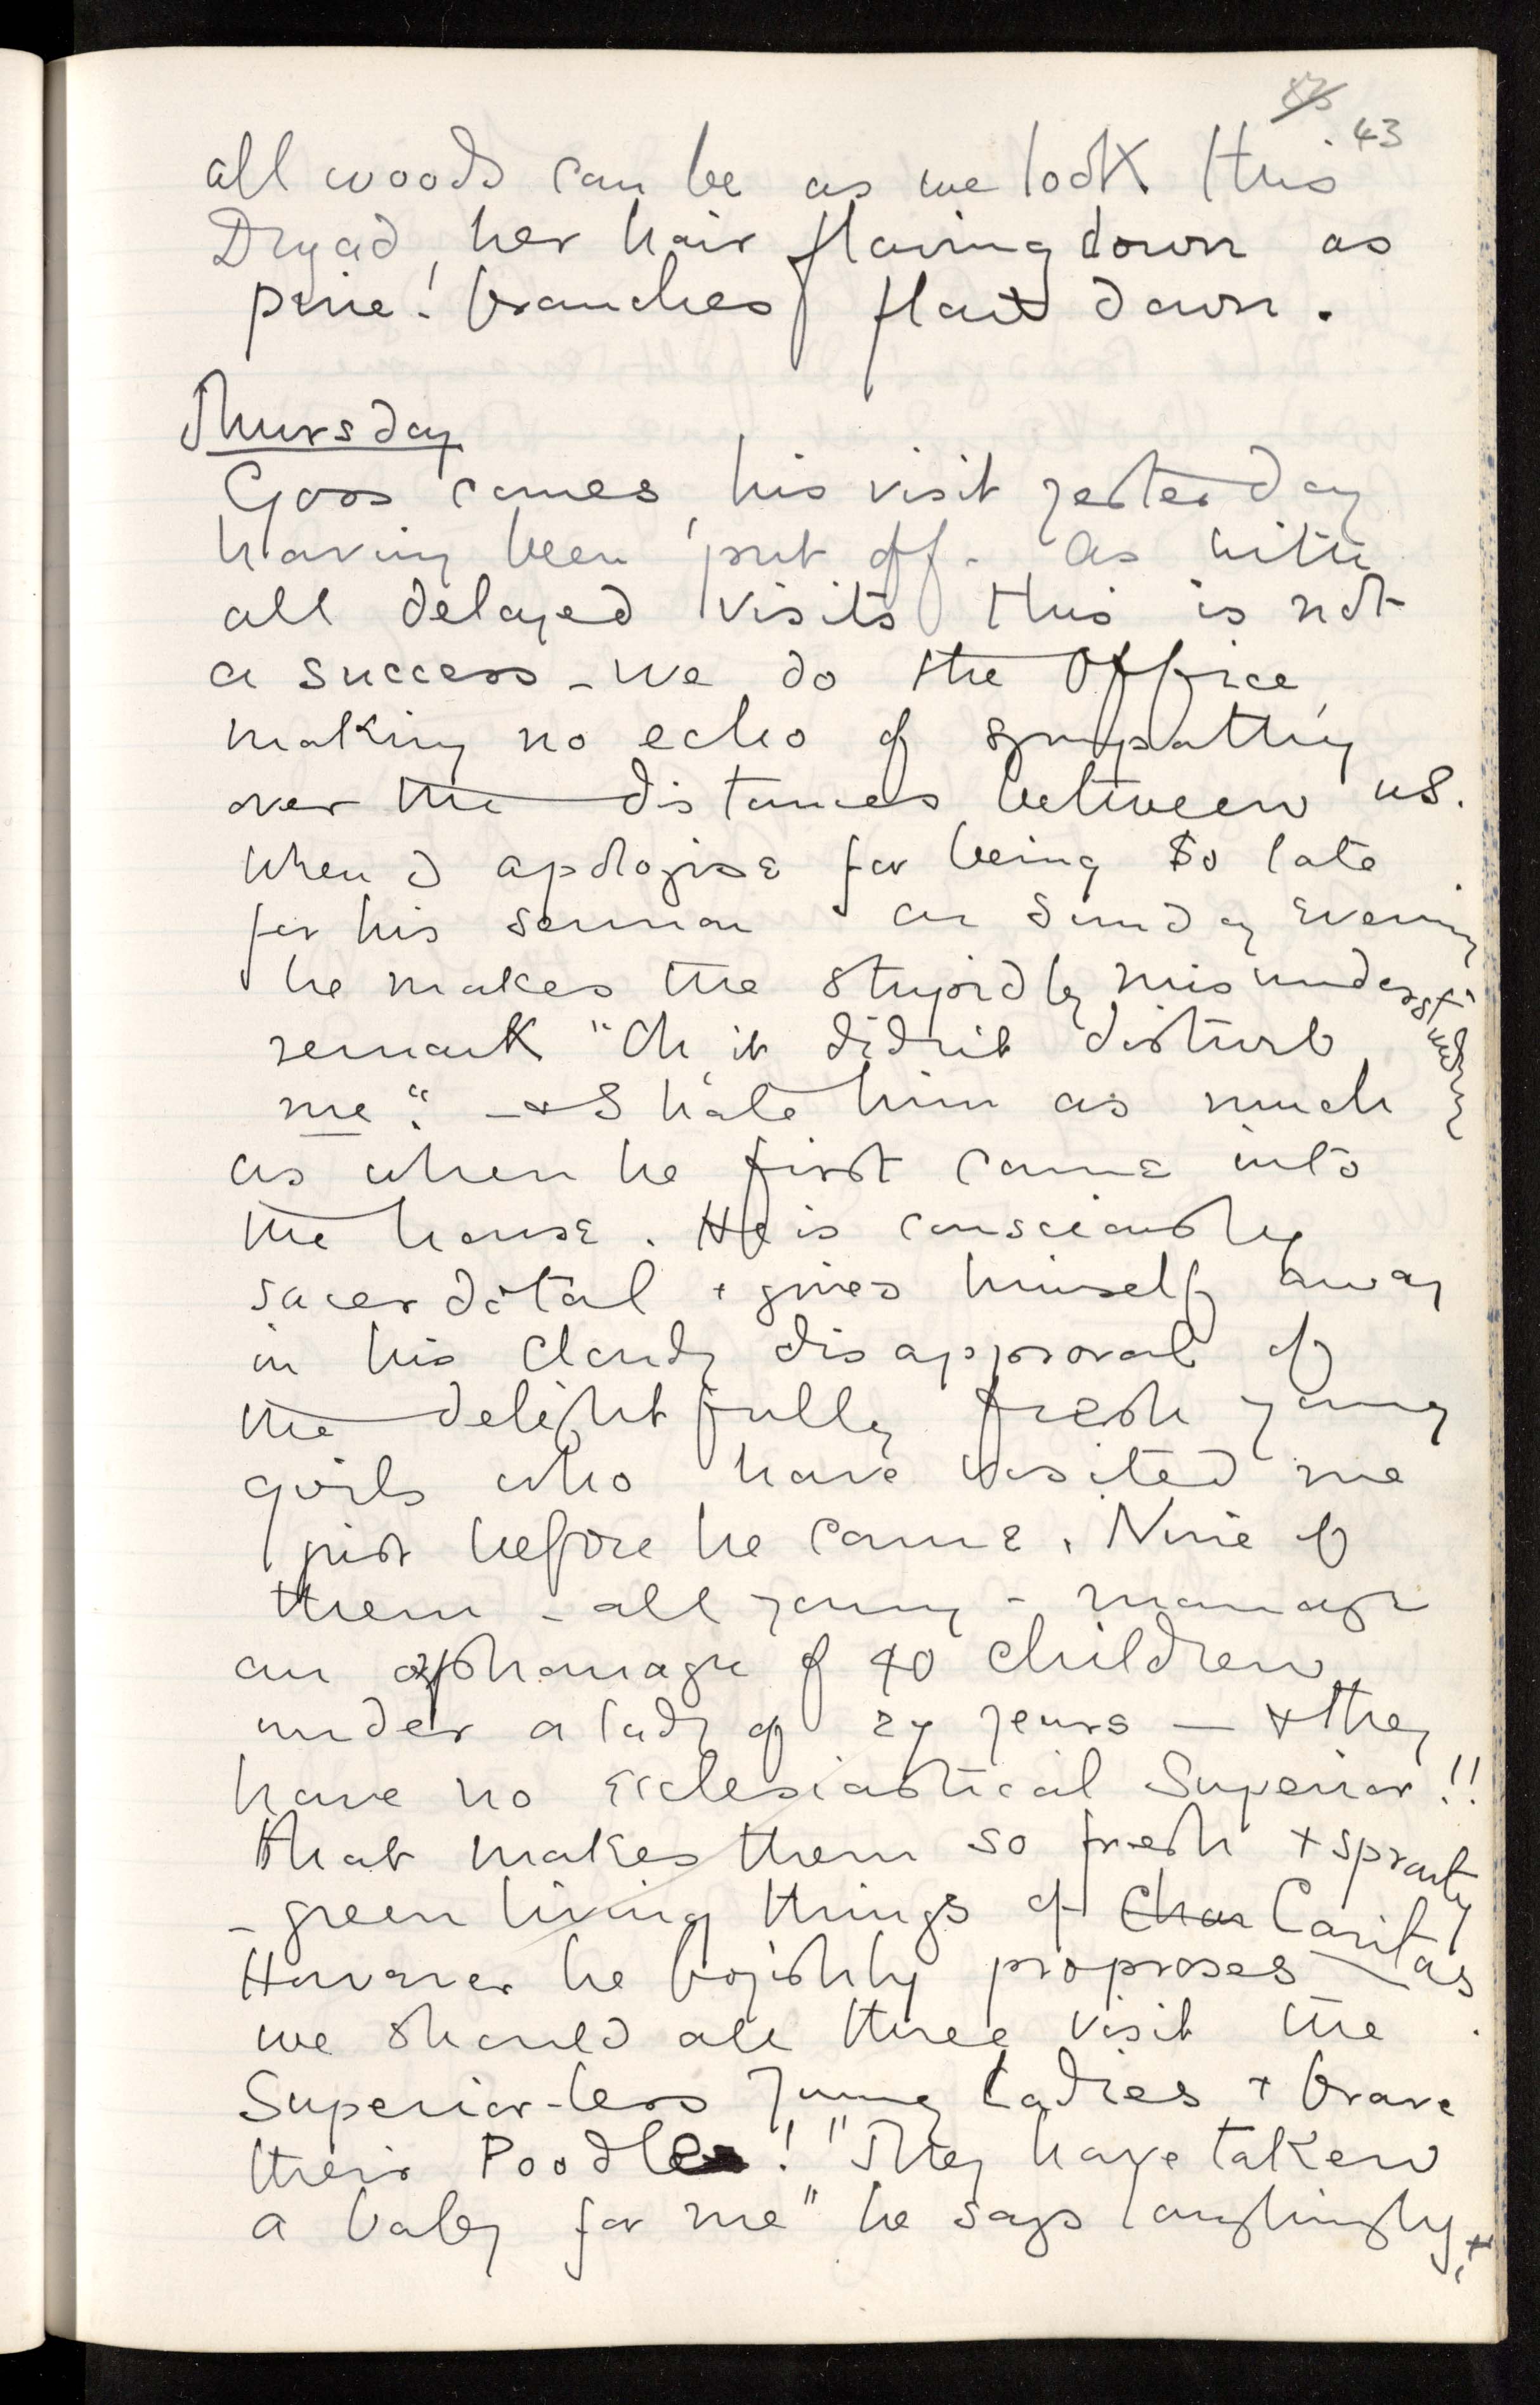 43
all woods can be as we look this
Dryad, her hair flowing down as
pine! branches flow down.
Thursday
Goss comes, his visit yesterday
having been put off. As with
all delayed visits this is not
a success - we do the Office,
making no echo of sympathy
over the distances between us.
When I apologise for being so late
for his sermon on Sunday Evening
he makes the stupidly misunderstanding
remark "Oh, it didn't disturb
me". - & I hate him as much
as when he first came into
the house. He is consciously
sacerdotal & gives himself away
in his cloudy disapproval of
the delightfully fresh young
girls who have visited me
just before he came. Nine of
them - all young - manage
an orphanage of 40 children
under a lady of 27 years — & they
have no Ecclesiastical Superior!!
That makes them so fresh & sprouty
- green living things of Char Caritas
However he boyishly proposes
we should all three visit the
Superior-less young Ladies & brave
their Poodle! "They have taken
a baby for me" he says laughingly, &